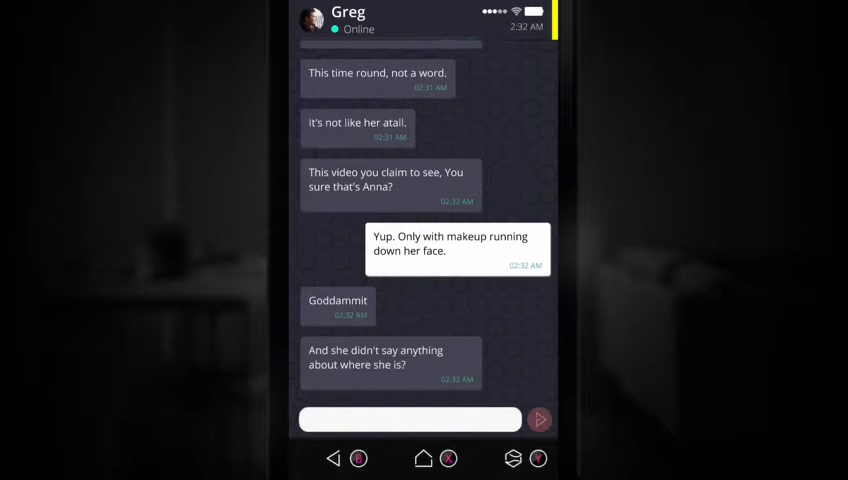 Greg
Online
2:32 AM
This time round, not a word.
02:31 AM
It's not like her atall.
02:31 AM
This video you claim to see, You
sure that's Anna?
02:32 AM
Yup. Only with makeup running
down her face.
02:32 AM
Goddammit
02:32 AM
And she didn't say anything
about where she is?
02:32 AM
B
X
Y